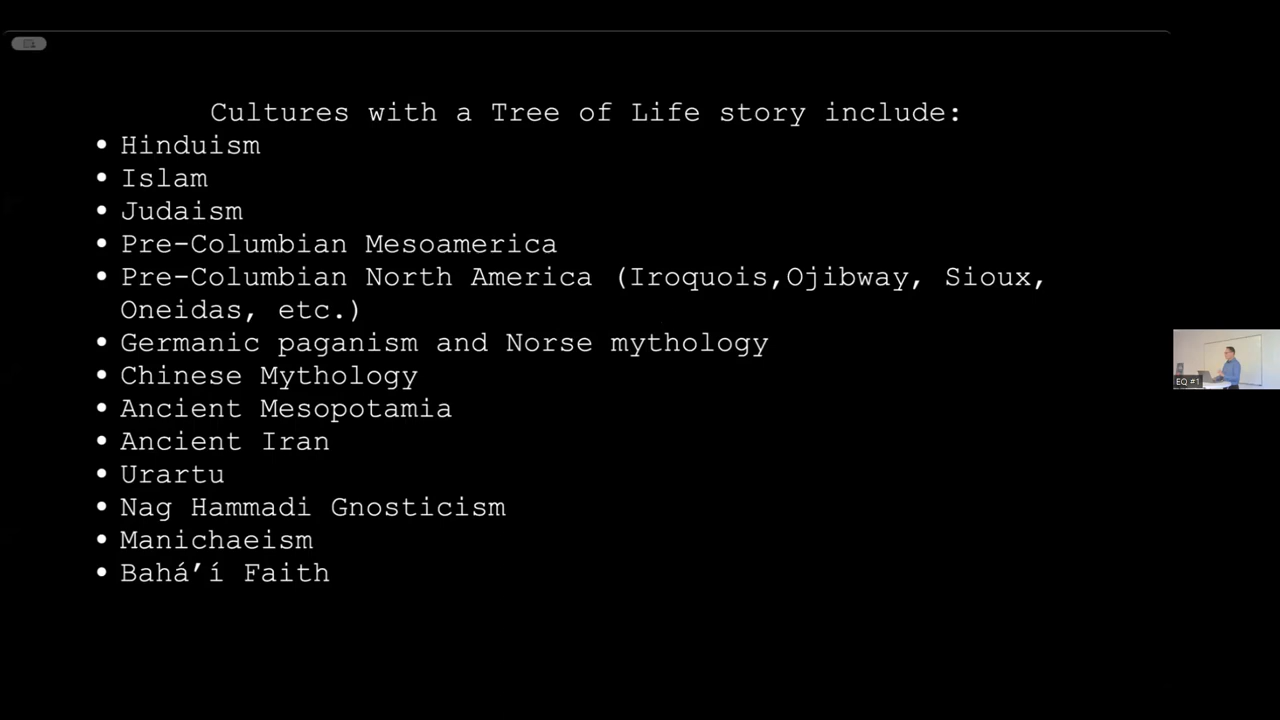 Cultures with a Tree of Life story include:
• Hinduism
• Islam
• Judaism
• Pre-Columbian Mesoamerica
• Pre-Columbian North America (Iroquois,Ojibway, Sioux,
Oneidas, etc.)
• Germanic paganism and Norse mythology
• Chinese Mythology
• Ancient Mesopotamia
• Ancient Iran
• Urartu
• Nag Hammadi Gnosticism
• Manichaeism
• Bahá’í Faith
EQ #1